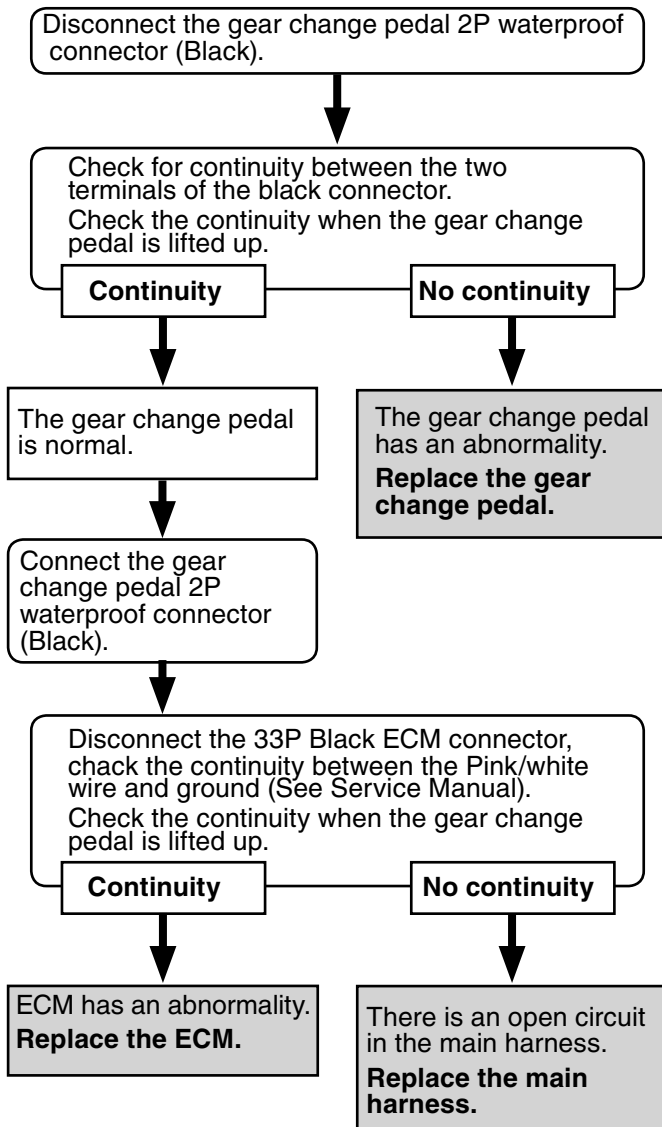 Disconnect the gear change pedal 2P waterproof
connector (Black).
Check for continuity between the two
terminals of the black connector.
Check the continuity when the gear change
pedal is lifted up.
Continuity
No continuity
The gear change pedal
is normal.
The gear change pedal
has an abnormality.
Replace the gear
change pedal.
Connect the gear
change pedal 2P
waterproof connector
(Black).
Disconnect the 33P Black ECM connector,
chack the continuity between the Pink/white
wire and ground (See Service Manual).
Check the continuity when the gear change
pedal is lifted up.
Continuity
No continuity
ECM has an abnormality.
Replace the ECM.
There is an open circuit
in the main harness.
Replace the main
harness.